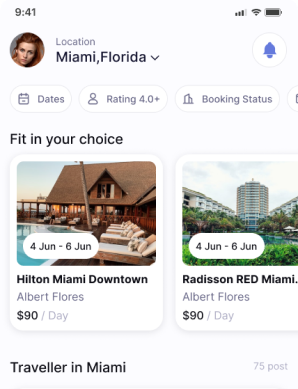 9:41
Location
Miami,Florida
Dates
Rating 4.0+
Booking Status
Fit in your choice
4 Jun - 6 Jun
4 Jun - 6 Jun
Hilton Miami Downtown
Radisson RED Miami.
Albert Flores
Albert Flores
$90 / Day
$90 / Day
Traveller in Miami
75 post